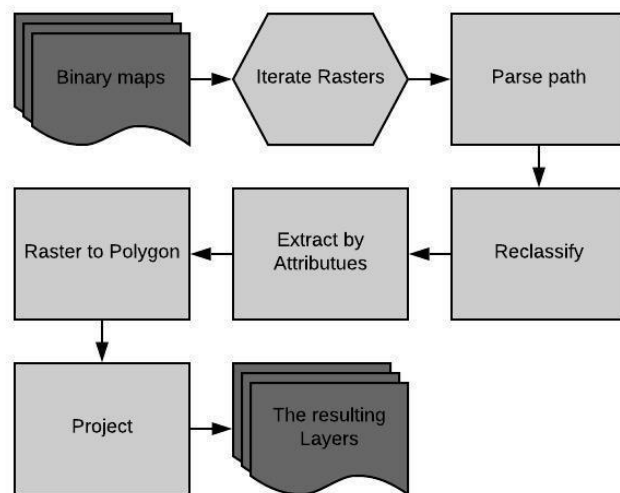 Binary maps
Iterate Rasters
Parse path
Reclassify
Extract by
Attributues
Raster to Polygon
Project
The resulting
Layers